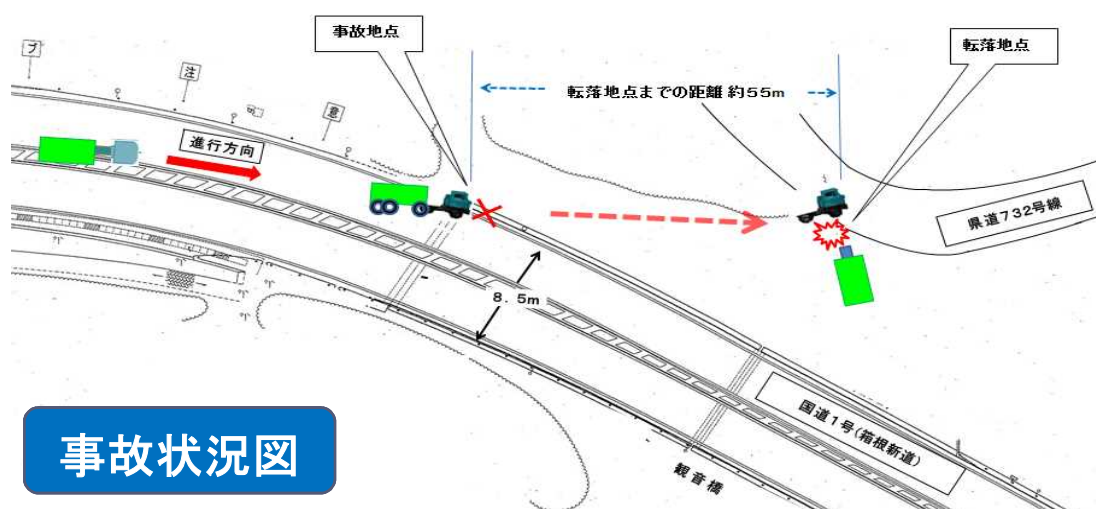 事故地点
転落地点
転落地点までの距離 約55m
ブ
注
意
進行方向
県道732号線
8.5m
国道1号(箱根新道)
観音橋
事故状況図